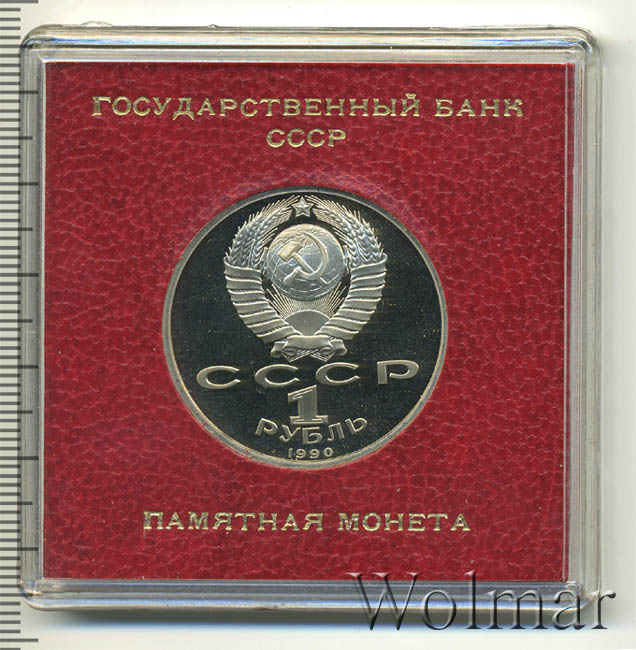 ГОСУДАРСТВЕННЫЙ БАНК
СССР
СССР
1
РУБЛЬ
1990
ПАМЯТНАЯ МОНЕТА
Wolmar